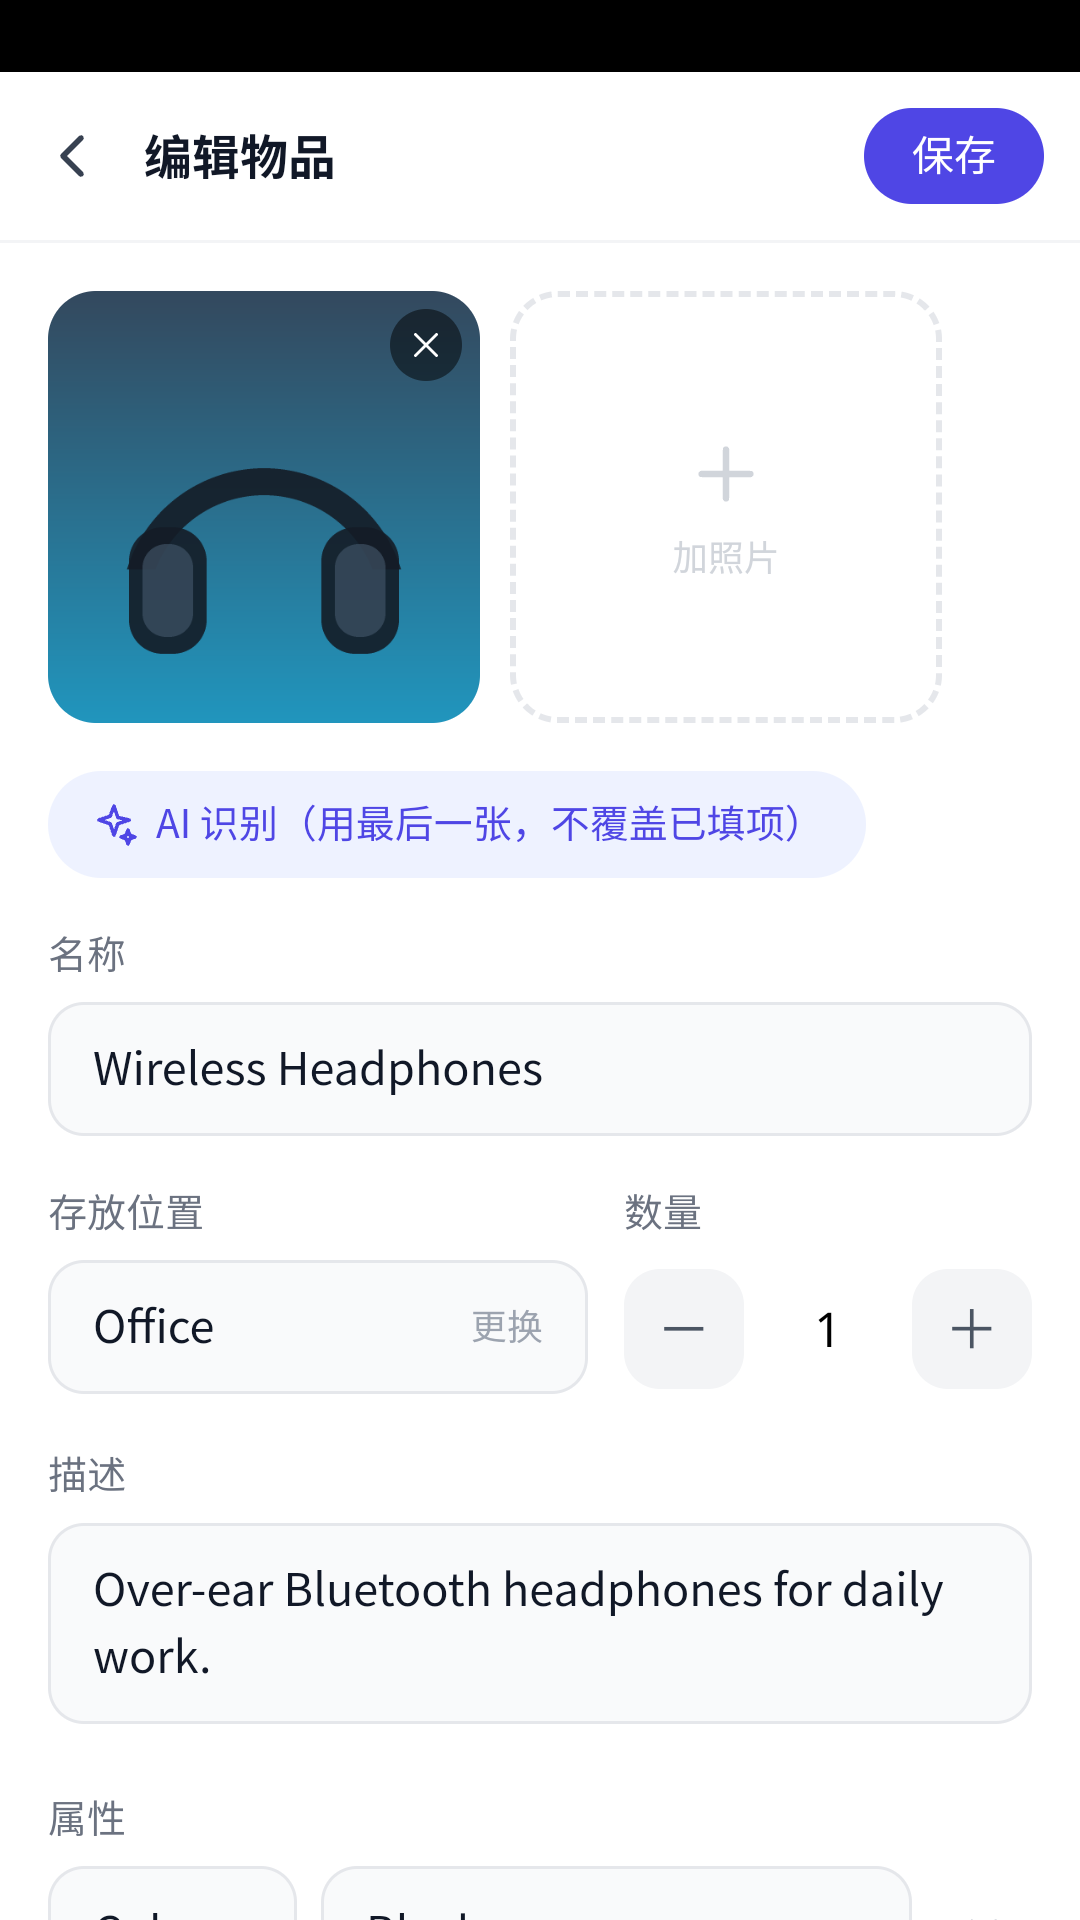 编辑物品
保存
加照片
AI 识别（用最后一张，不覆盖已填项）
名称
Wireless Headphones
存放位置
数量
Office
更换
1
描述
Over-ear Bluetooth headphones for daily
work.
属性